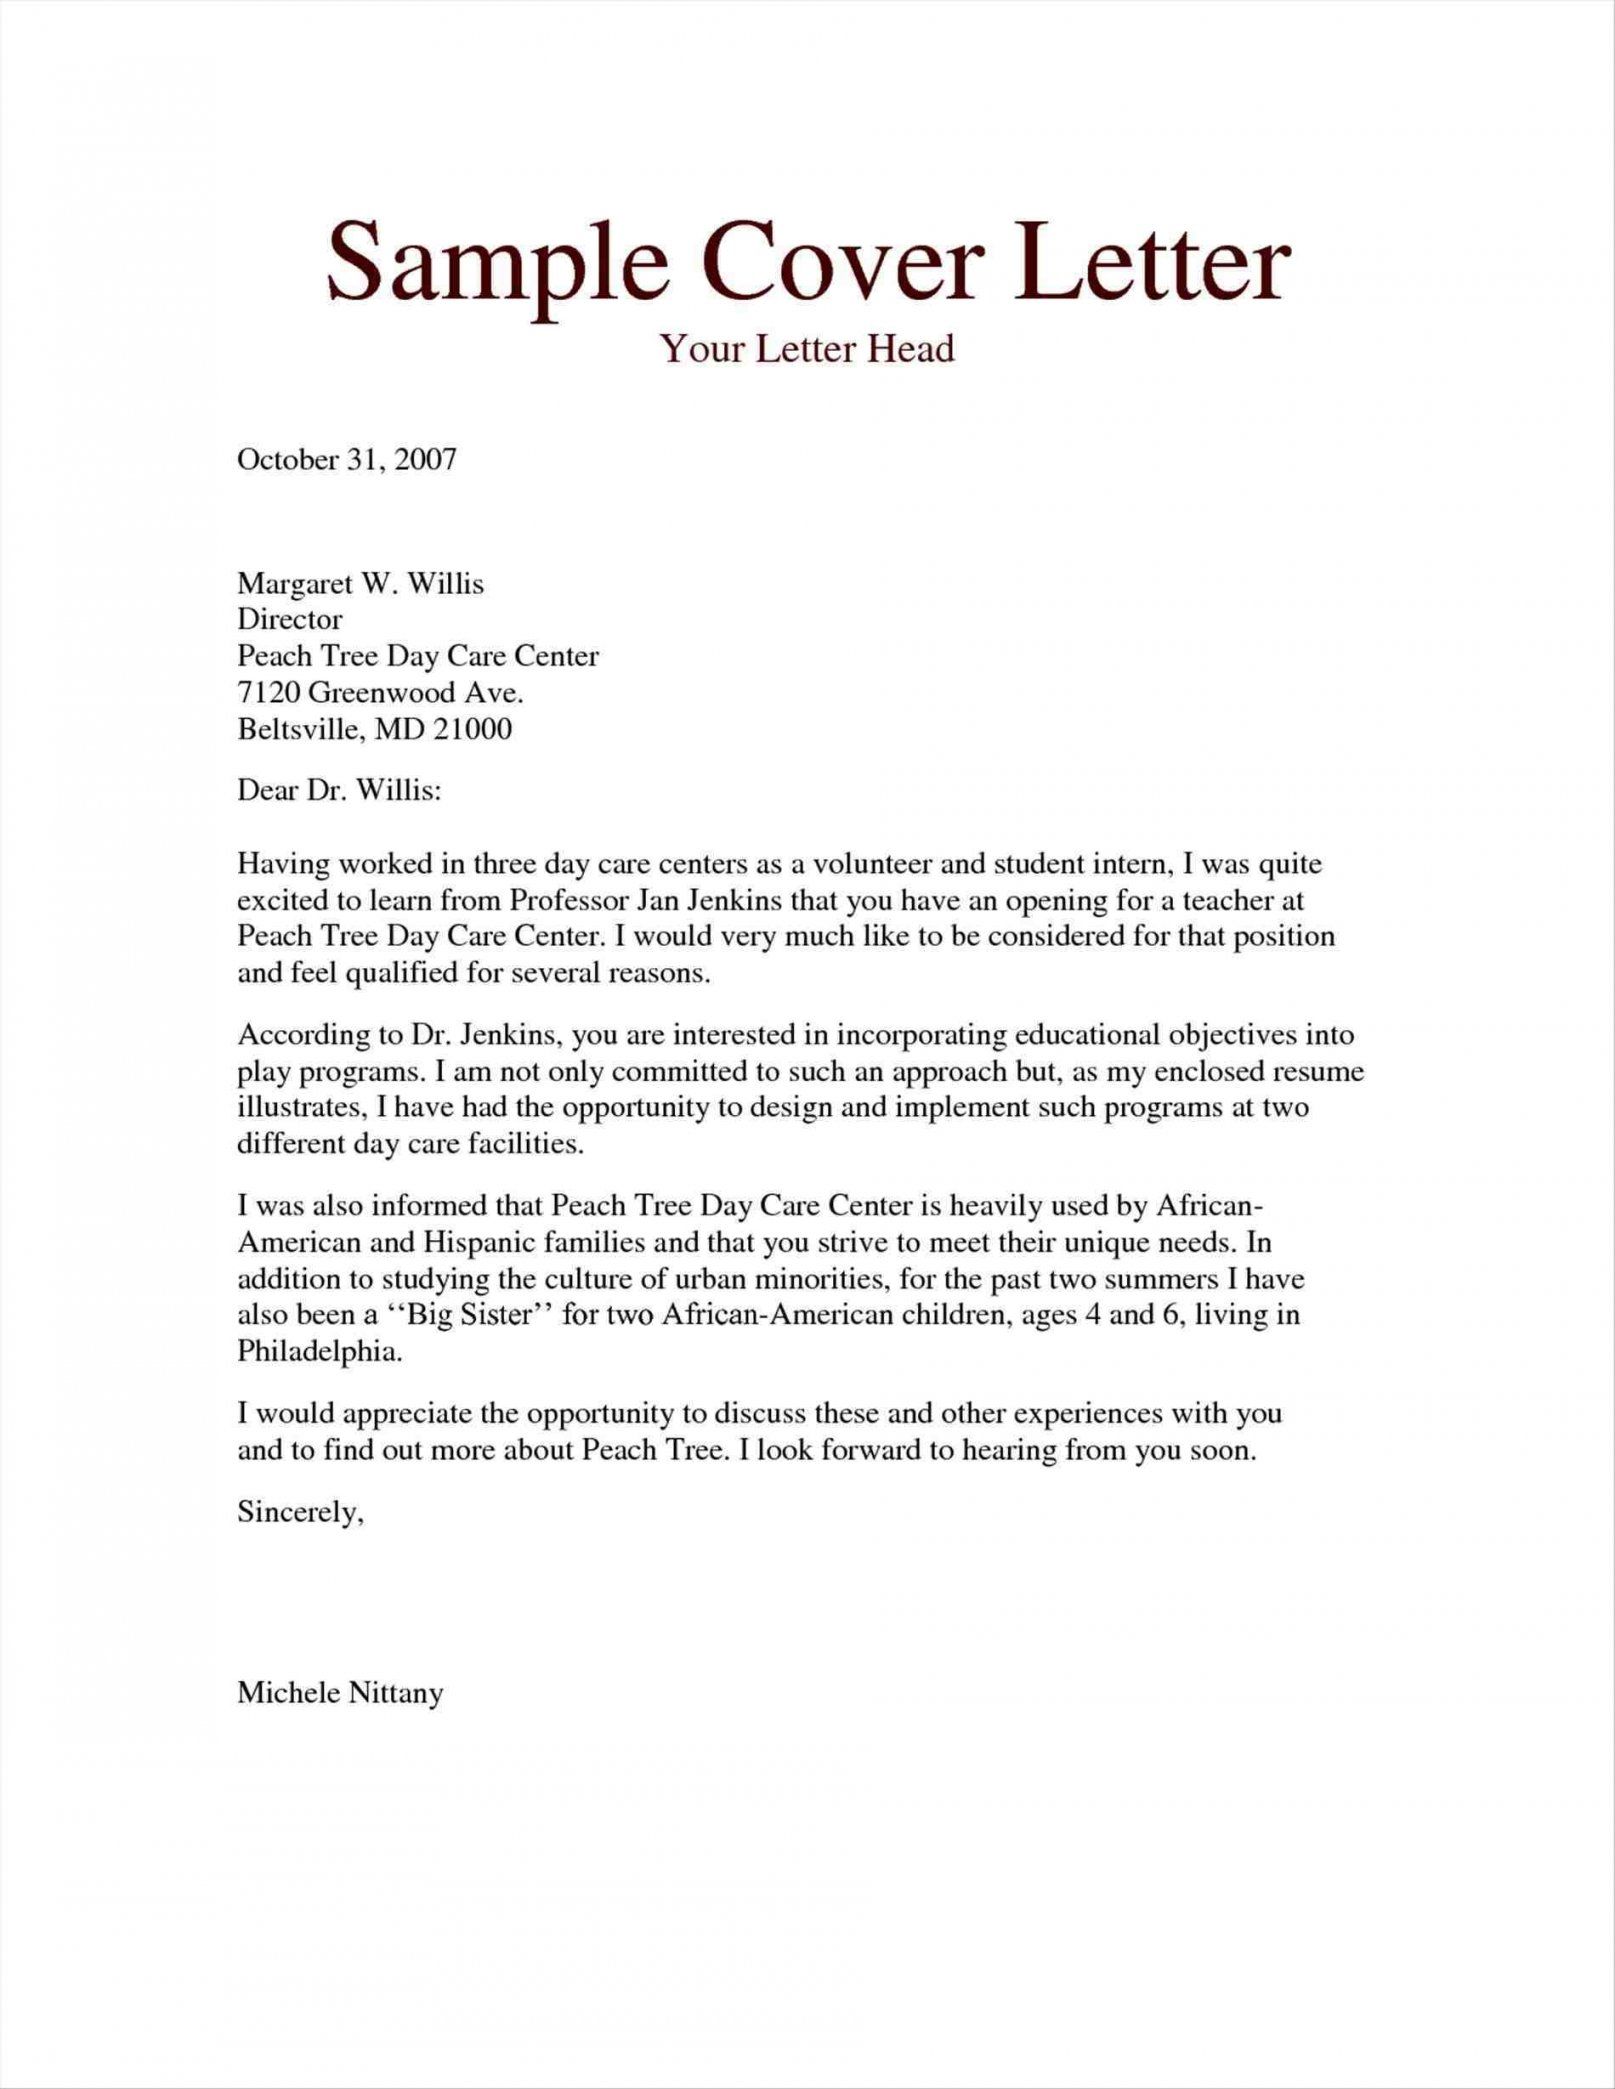 Sample Cover Letter
Your Letter Head
October 31, 2007
Margaret W. Willis
Director
Peach Tree Day Care Center
7120 Greenwood Ave.
Beltsville, MD 21000
Dear Dr. Willis:
Having worked in three day care centers as a volunteer and student intern, I was quite
excited to learn from Professor Jan Jenkins that you have an opening for a teacher at
Peach Tree Day Care Center. I would very much like to be considered for that position
and feel qualified for several reasons.
According to Dr. Jenkins, you are interested in incorporating educational objectives into
play programs. I am not only committed to such an approach but, as my enclosed resume
illustrates, I have had the opportunity to design and implement such programs at two
different day care facilities.
I was also informed that Peach Tree Day Care Center is heavily used by African-
American and Hispanic families and that you strive to meet their unique needs. In
addition to studying the culture of urban minorities, for the past two summers I have
also been a ‘‘Big Sister’’ for two African-American children, ages 4 and 6, living in
Philadelphia.
I would appreciate the opportunity to discuss these and other experiences with you
and to find out more about Peach Tree. I look forward to hearing from you soon.
Sincerely,
Michele Nittany